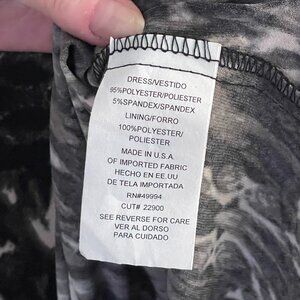 DRESS/VESTIDO
95%POLYESTER/POLIESTER
5%SPANDEX/SPANDEX
LINING/FORRO
100%POLYESTER/
POLIESTER
MADE IN U.S.A
OF IMPORTED FABRIC
HECHO EN EE.UU
DE TELA IMPORTADA
RN#49994
CUT# 22900
SEE REVERSE FOR CARE
VER AL DORSO
PARA CUIDADO